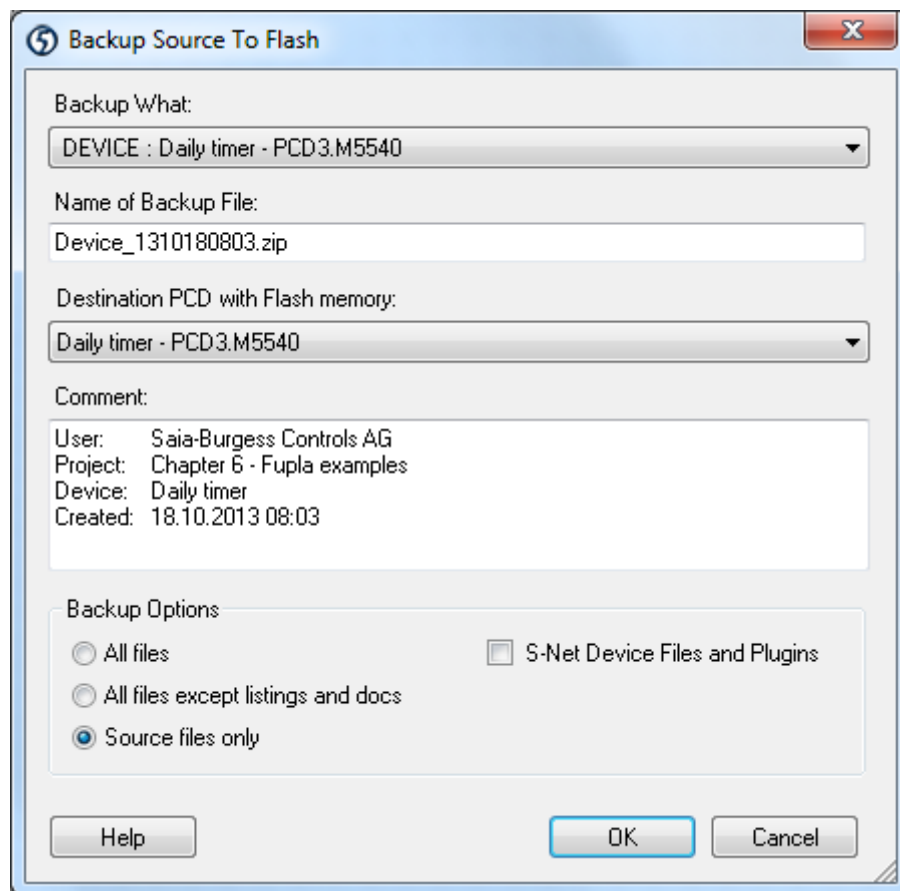 Backup Source To Flash
Backup What:
DEVICE : Daily timer - PCD3.M5540
Name of Backup File:
Device_1310180803.zip
Destination PCD with Flash memory:
Daily timer - PCD3.M5540
Comment:
User: Saia-Burgess Controls AG
Project: Chapter 6 - Fupla examples
Device: Daily timer
Created: 18.10.2013 08:03
Backup Options
All files
S-Net Device Files and Plugins
All files except listings and docs
Source files only
Help
OK
Cancel